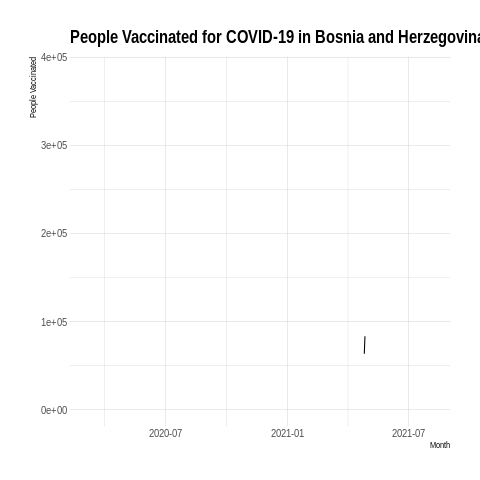 People Vaccinated for COVID-19 in Bosnia and Herzegovina
People Vaccinated
4e+05
3e+05
2e+05
1e+05
0e+00
2020-07
2021-01
2021-07
Month